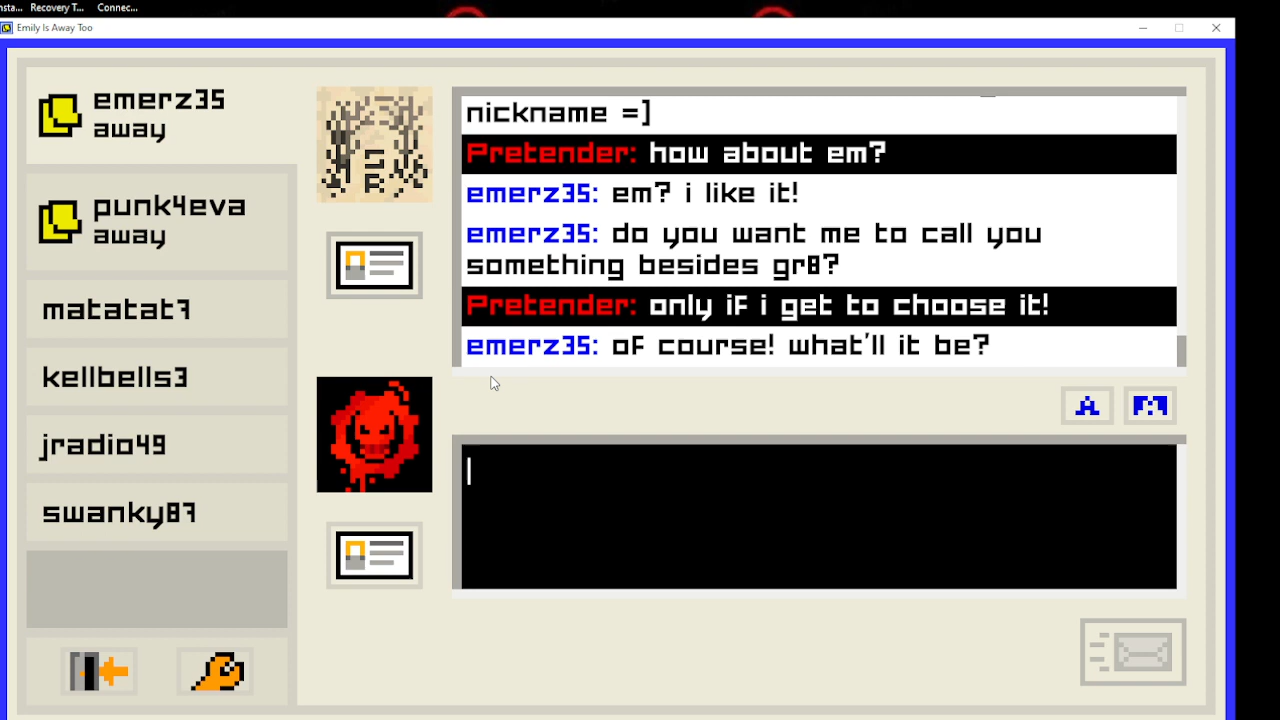 nsta... Recovery T... Connec...
Emily Is Away Too
emerz35
away
punk4eva
away
matatat7
kellbells3
jradio49
swanky87
SR
nickname =]
Pretender: how about em?
emerz35: em? i like it!
emerz35: do you want me to call you
something besides gr8?
Pretender: only if i get to choose it!
emerz35: of course! what'll it be?
A